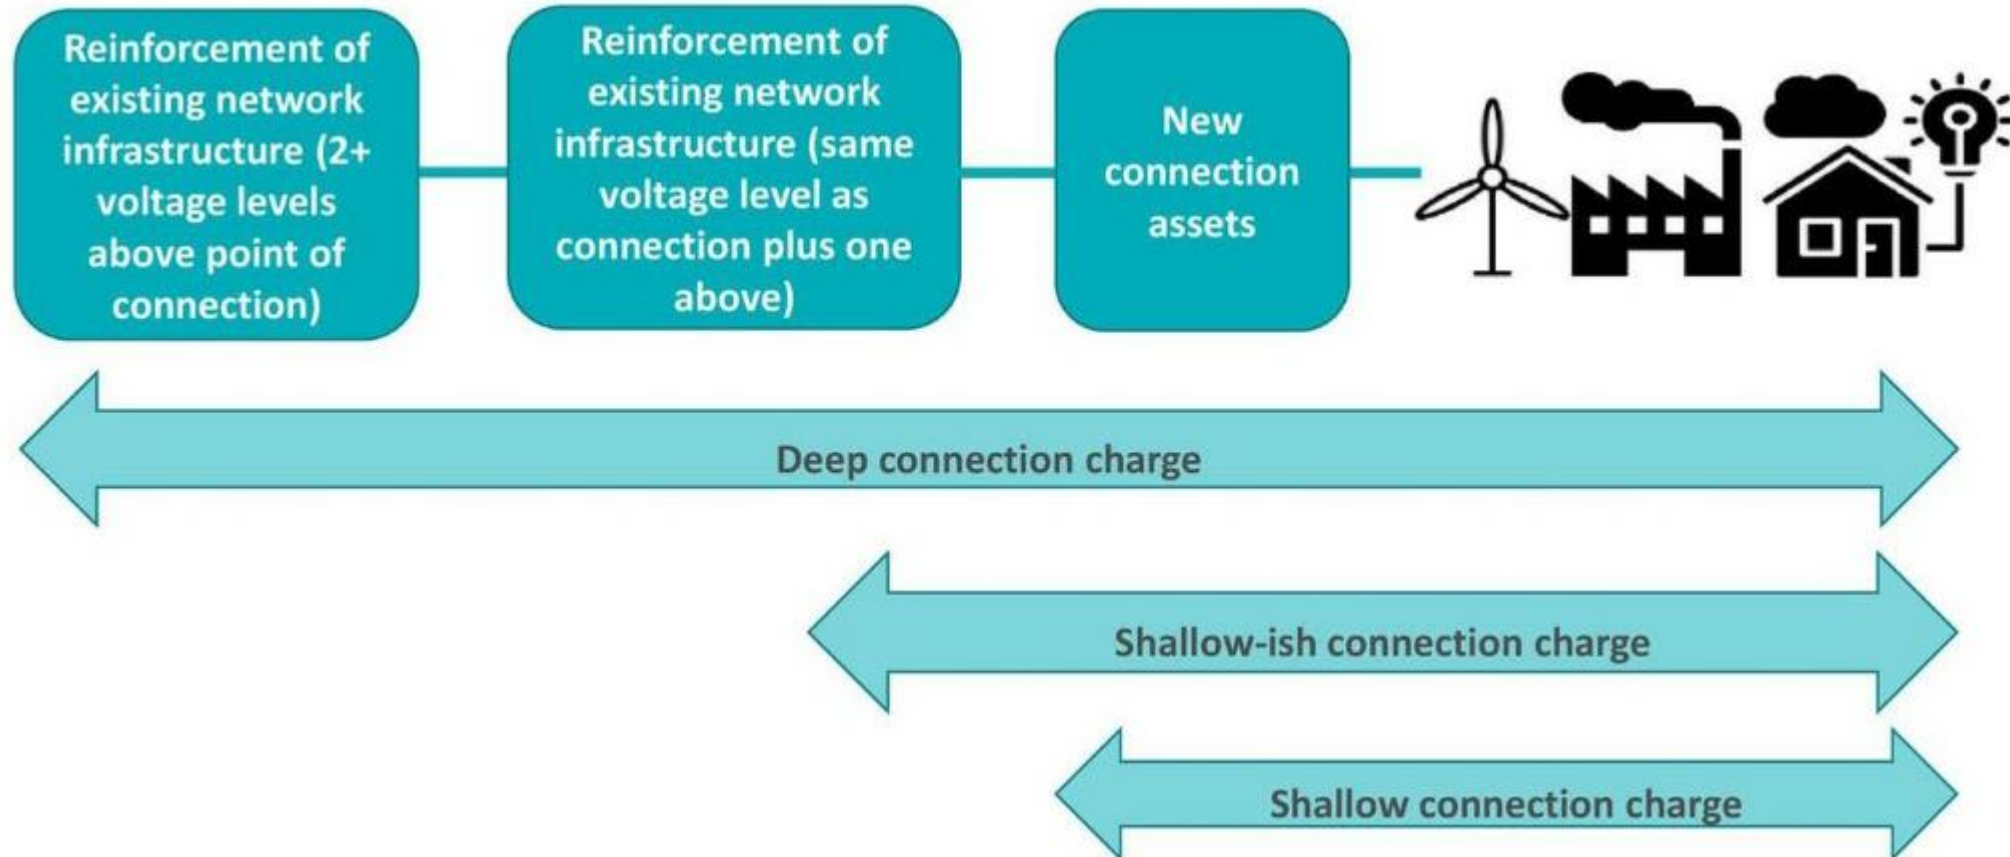 Reinforcement of
existing network
infrastructure (2+
voltage levels
above point of
connection)
Reinforcement of
existing network
infrastructure (same
voltage level as
connection plus one
above)
New
connection
assets
Deep connection charge
Shallow-ish connection charge
Shallow connection charge